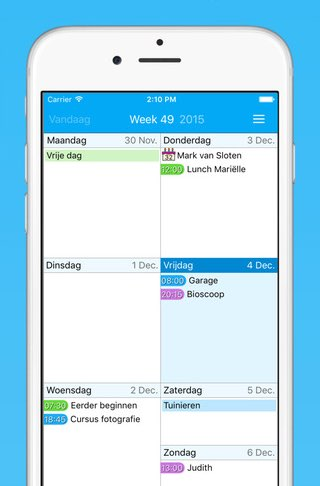 Carrier 2:10 PM
Vandaag Week 49 2015
Maandag 30 Nov.
Vrije dag
Donderdag 3 Dec.
32 Mark van Sloten
12:00 Lunch Mariëlle
Dinsdag 1 Dec.
Vrijdag 4 Dec.
08:00 Garage
20:15 Bioscoop
Woensdag 2 Dec.
07:30 Eerder beginnen
18:45 Cursus fotografie
Zaterdag 5 Dec.
Tuinieren
Zondag 6 Dec.
13:00 Judith